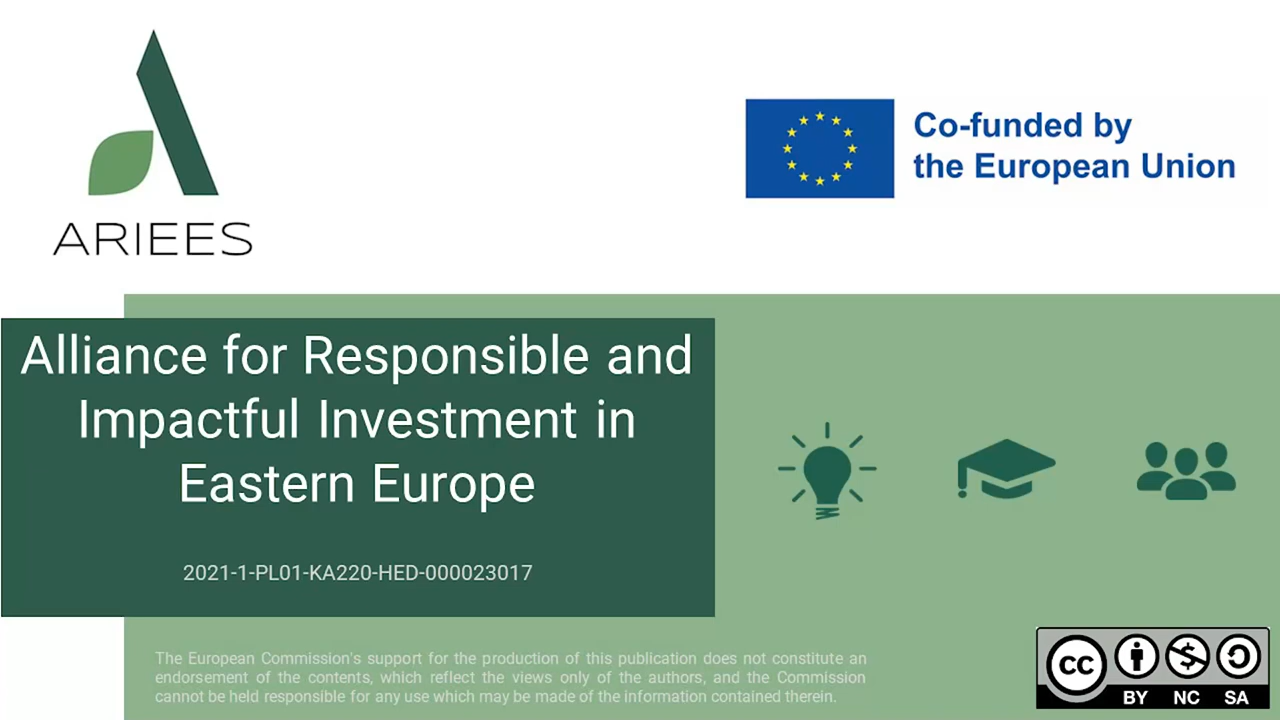 ARIEES
Co-funded by
the European Union
Alliance for Responsible and
Impactful Investment in
Eastern Europe
2021-1-PL01-KA220-HED-000023017
The European Commission's support for the production of this publication does not constitute an
endorsement of the contents, which reflect the views only of the authors, and the Commission
cannot be held responsible for any use which may be made of the information contained therein.
cc
BY NC SA